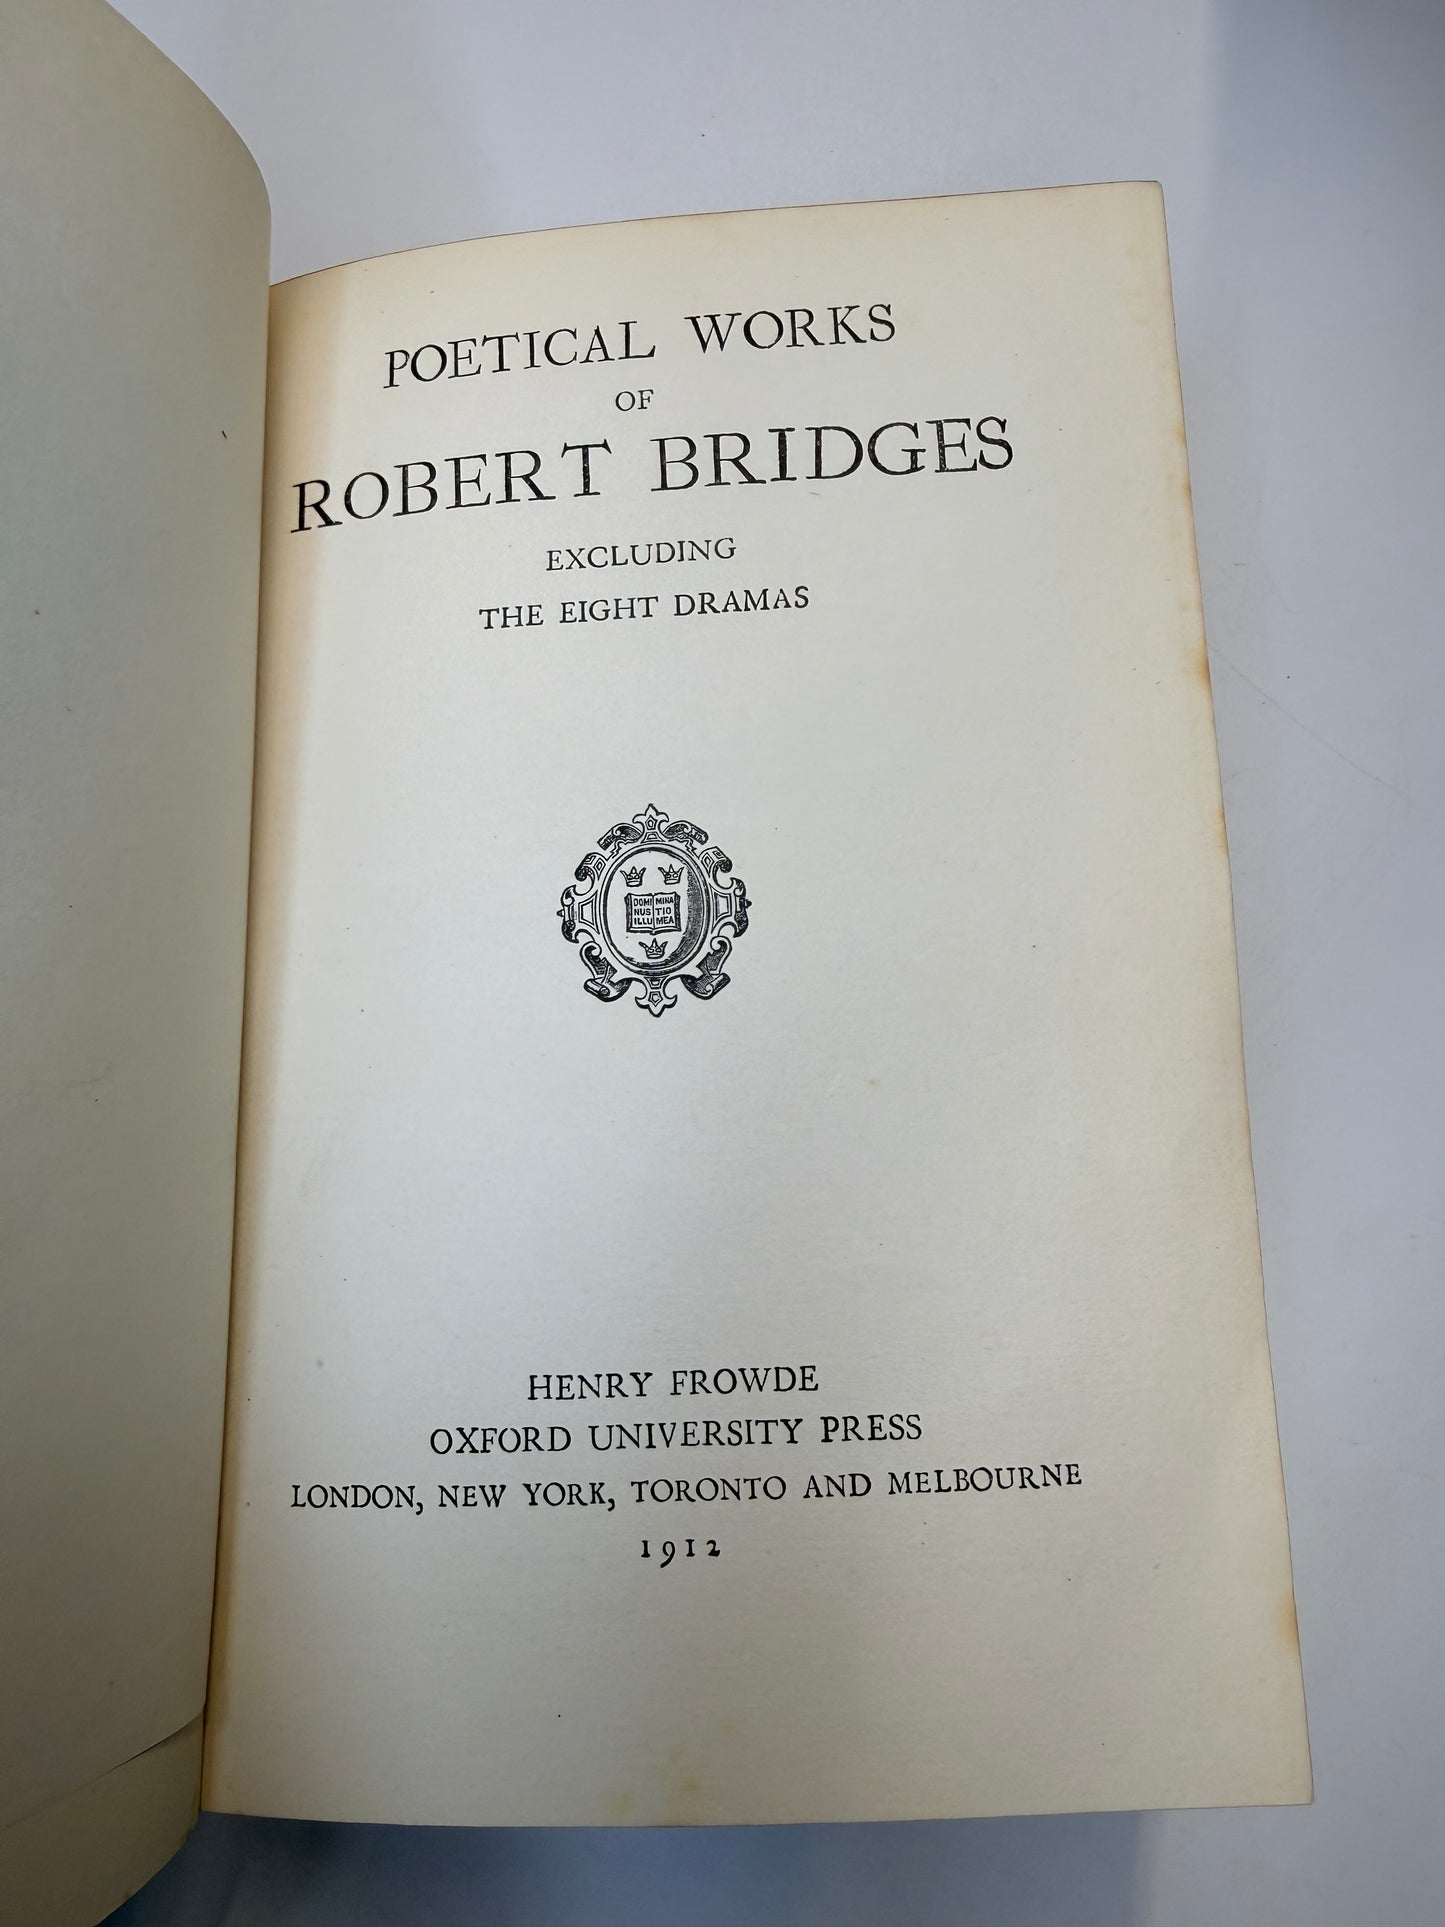 POETICAL WORKS
OF
ROBERT BRIDGES
EXCLUDING
THE EIGHT DRAMAS
DOMI MINA
NUS TIO
ILLU MEA
HENRY FROWDE
OXFORD UNIVERSITY PRESS
LONDON, NEW YORK, TORONTO AND MELBOURNE
1912